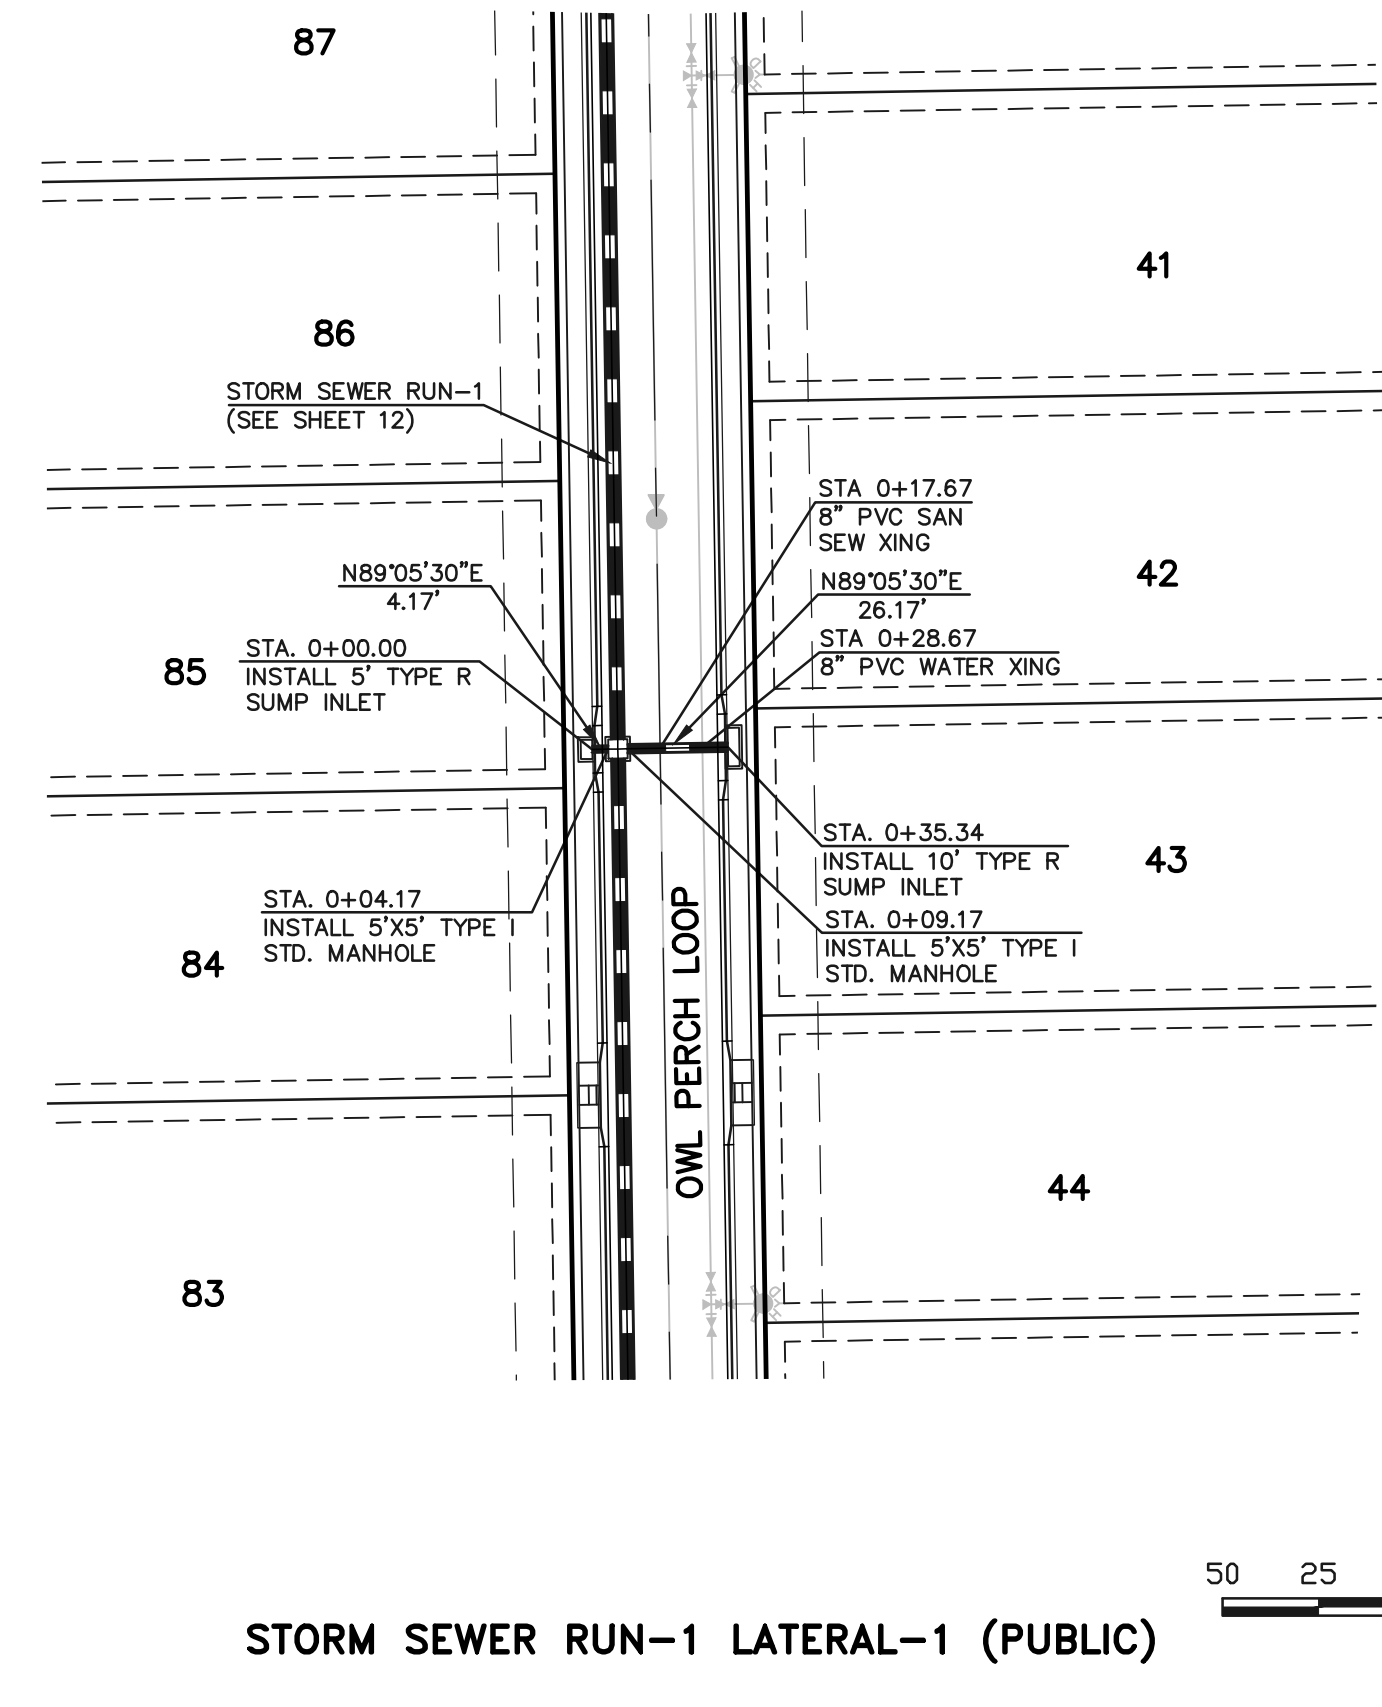 87
41
86
STORM SEWER RUN-1
(SEE SHEET 12)
STA 0+17.67
8" PVC SAN
SEW XING
N89°05'30"E
4.17'
N89°05'30"E
26.17'
42
STA. 0+00.00
INSTALL 5' TYPE R
SUMP INLET
85
STA 0+28.67
8" PVC WATER XING
STA. 0+35.34
INSTALL 10' TYPE R
SUMP INLET
43
STA. 0+04.17
INSTALL 5'X5' TYPE I
STD. MANHOLE
84
STA. 0+09.17
INSTALL 5'X5' TYPE I
STD. MANHOLE
OWL PERCH LOOP
44
83
50 25
STORM SEWER RUN-1 LATERAL-1 (PUBLIC)